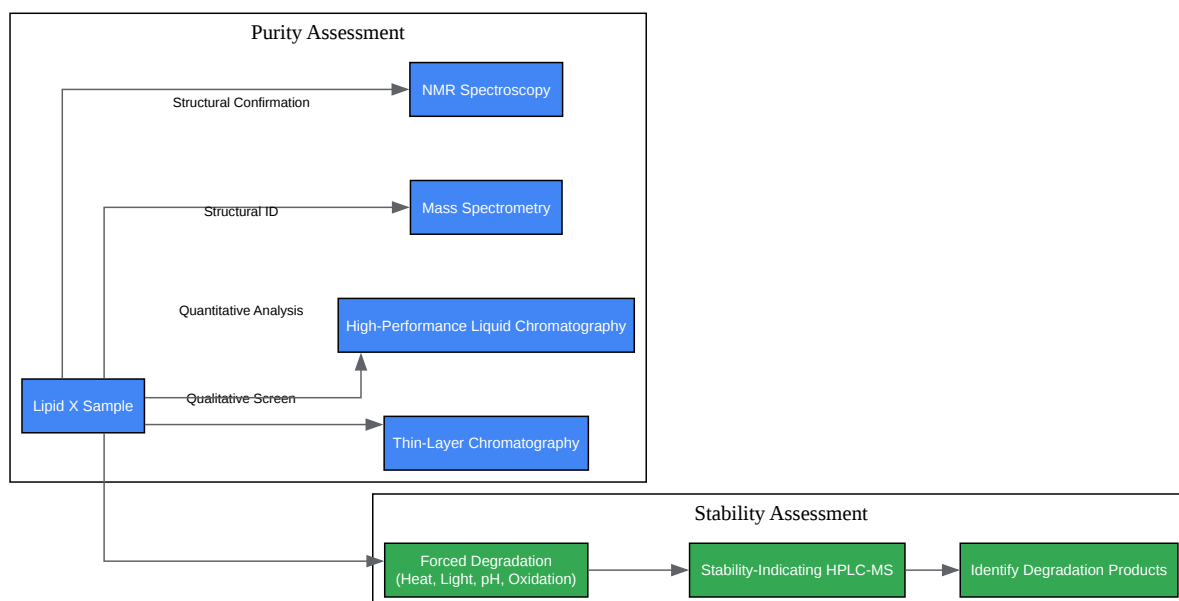 Purity Assessment
NMR Spectroscopy
Structural Confirmation
Mass Spectrometry
Structural ID
Quantitative Analysis
High-Performance Liquid Chromatography
Qualitative Screen
Lipid X Sample
Thin-Layer Chromatography
Stability Assessment
Forced Degradation
(Heat, Light, pH, Oxidation)
Stability-Indicating HPLC-MS
Identify Degradation Products